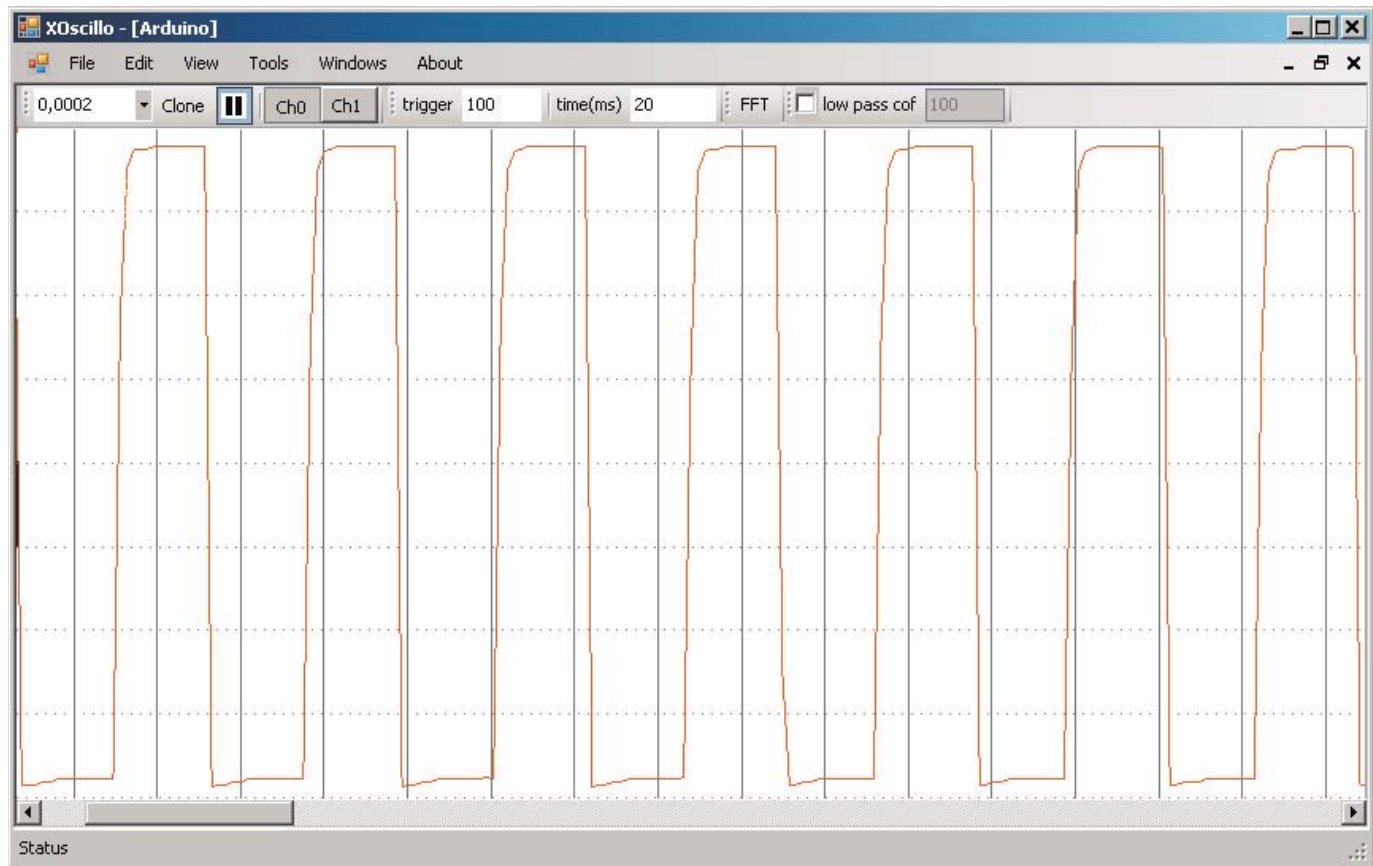 XOscillo - [Arduino]
File Edit View Tools Windows About
0,0002 Clone Ch0 Ch1 trigger 100 time(ms) 20 FFT low pass cof 100
Status